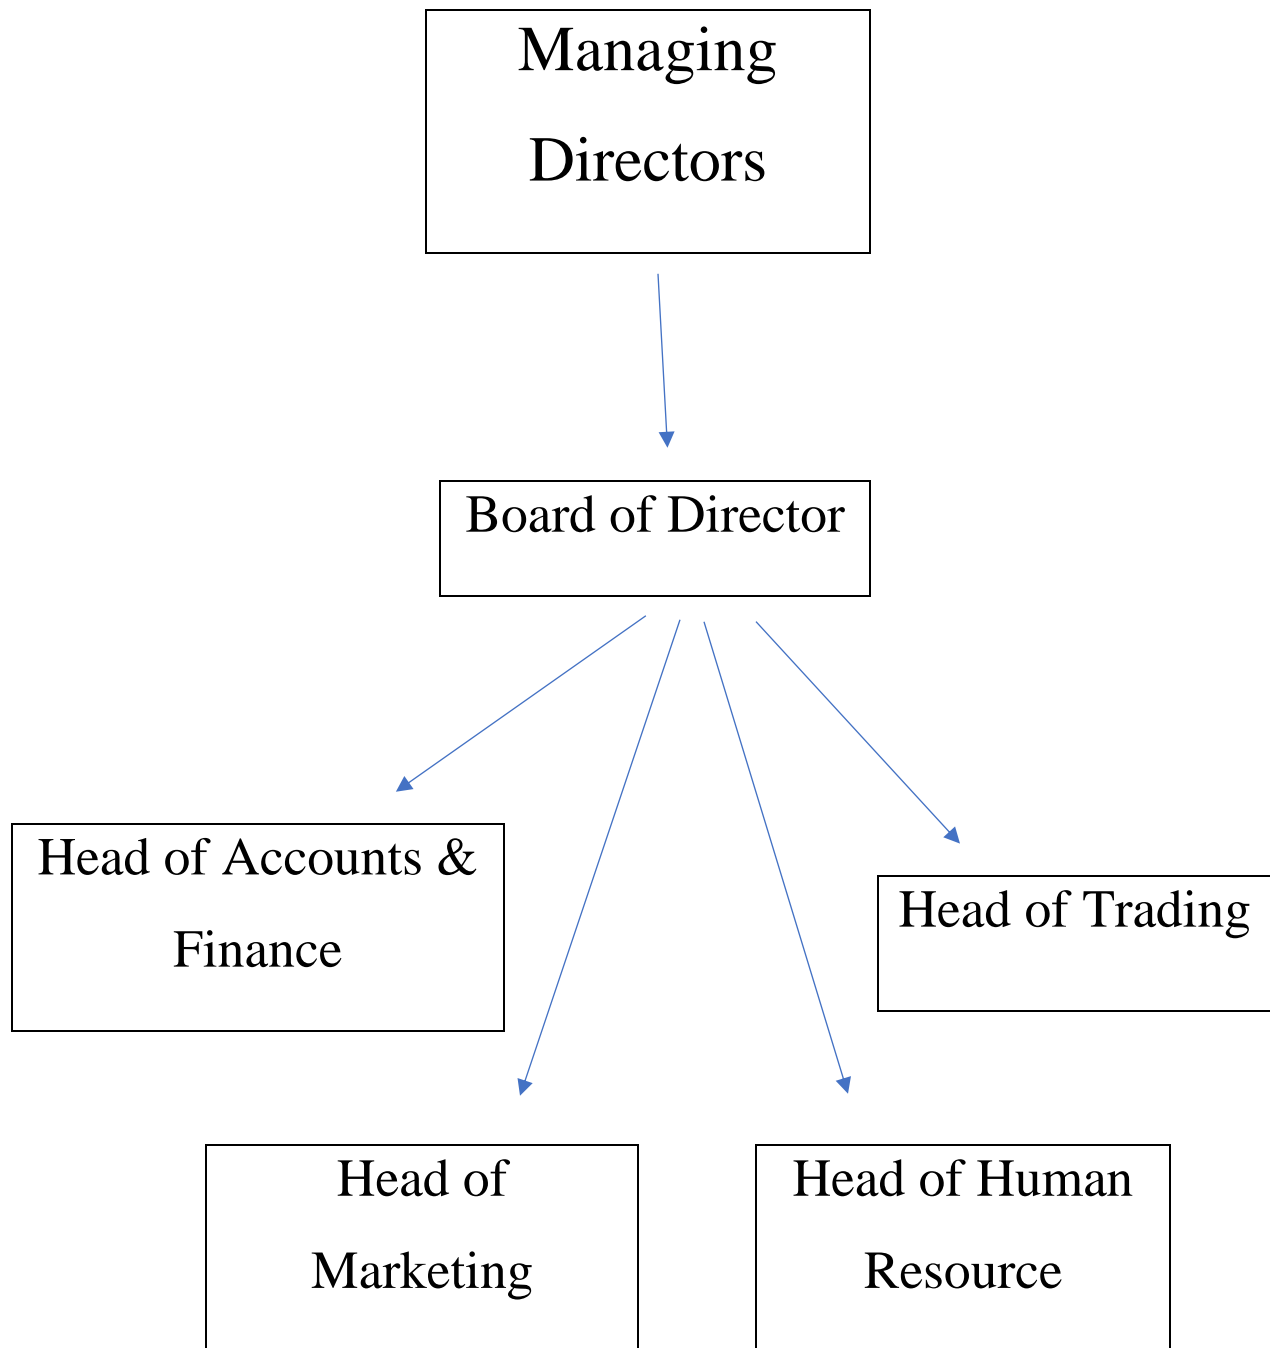 Managing
Directors
Board of Director
Head of Accounts &
Finance
Head of Trading
Head of
Marketing
Head of Human
Resource